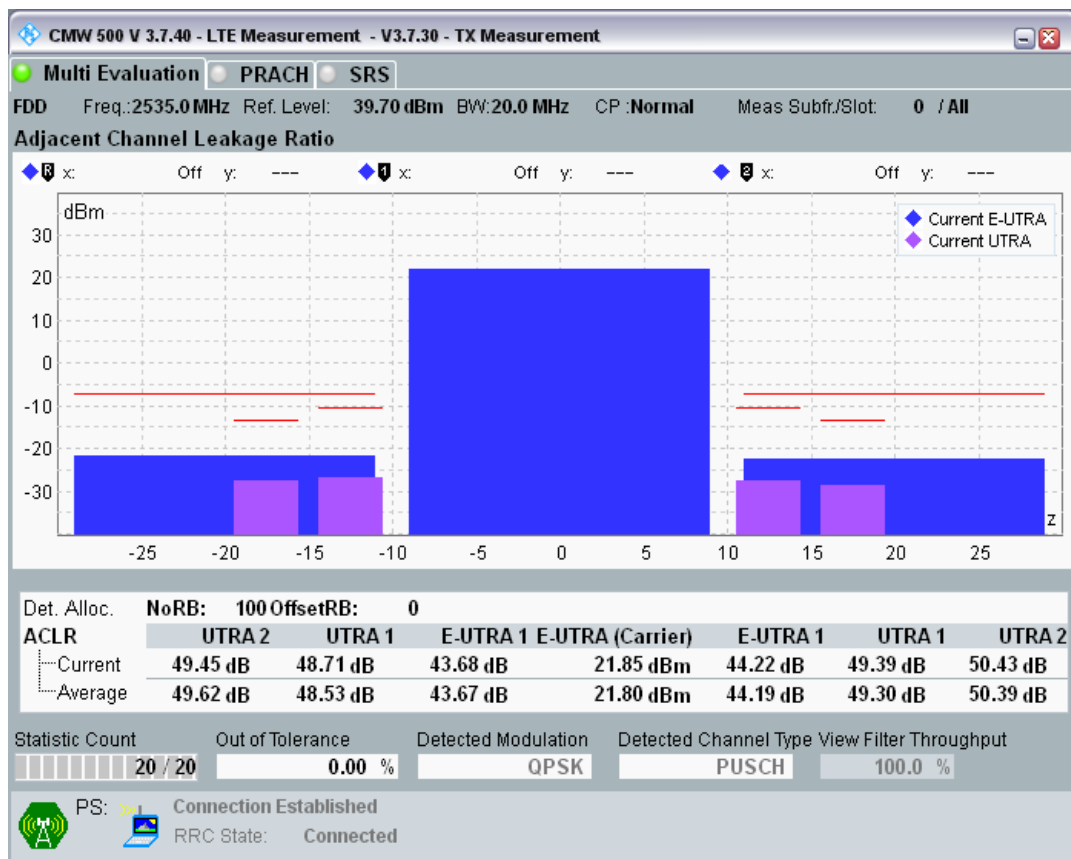 CMW 500 V 3.7.40 - LTE Measurement - V3.7.30 - TX Measurement
Multi Evaluation PRACH SRS
FDD Freq.:2535.0 MHz Ref. Level: 39.70 dBm BW:20.0 MHz CP :Normal Meas Subfr./Slot: 0 / All
Adjacent Channel Leakage Ratio
R x: Off y: --- 1 x: Off y: --- 2 x: Off y: ---
dBm
Current E-UTRA
Current UTRA
30
20
10
0
-10
-20
-30
z
-25 -20 -15 -10 -5 0 5 10 15 20 25
Det. Alloc. NoRB: 100 OffsetRB: 0
ACLR UTRA 2 UTRA 1 E-UTRA 1 E-UTRA (Carrier) E-UTRA 1 UTRA 1 UTRA 2
Current 49.45 dB 48.71 dB 43.68 dB 21.85 dBm 44.22 dB 49.39 dB 50.43 dB
Average 49.62 dB 48.53 dB 43.67 dB 21.80 dBm 44.19 dB 49.30 dB 50.39 dB
Statistic Count Out of Tolerance Detected Modulation Detected Channel Type View Filter Throughput
20 / 20 0.00 % QPSK PUSCH 100.0 %
PS: Connection Established
RRC State: Connected